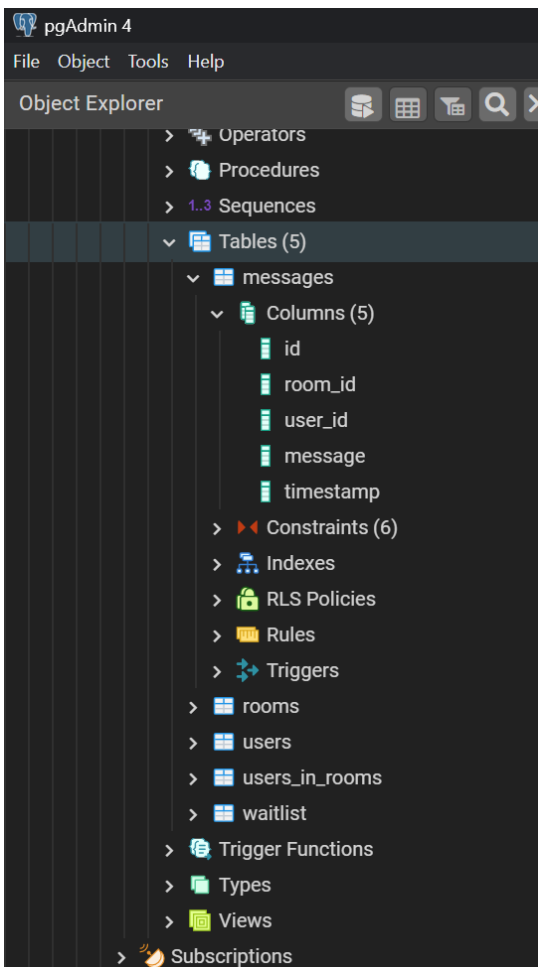 pgAdmin 4
File Object Tools Help
Object Explorer
Operators
Procedures
1..3 Sequences
Tables (5)
messages
Columns (5)
id
room_id
user_id
message
timestamp
Constraints (6)
Indexes
RLS Policies
Rules
Triggers
rooms
users
users_in_rooms
waitlist
Trigger Functions
Types
Views
Subscriptions